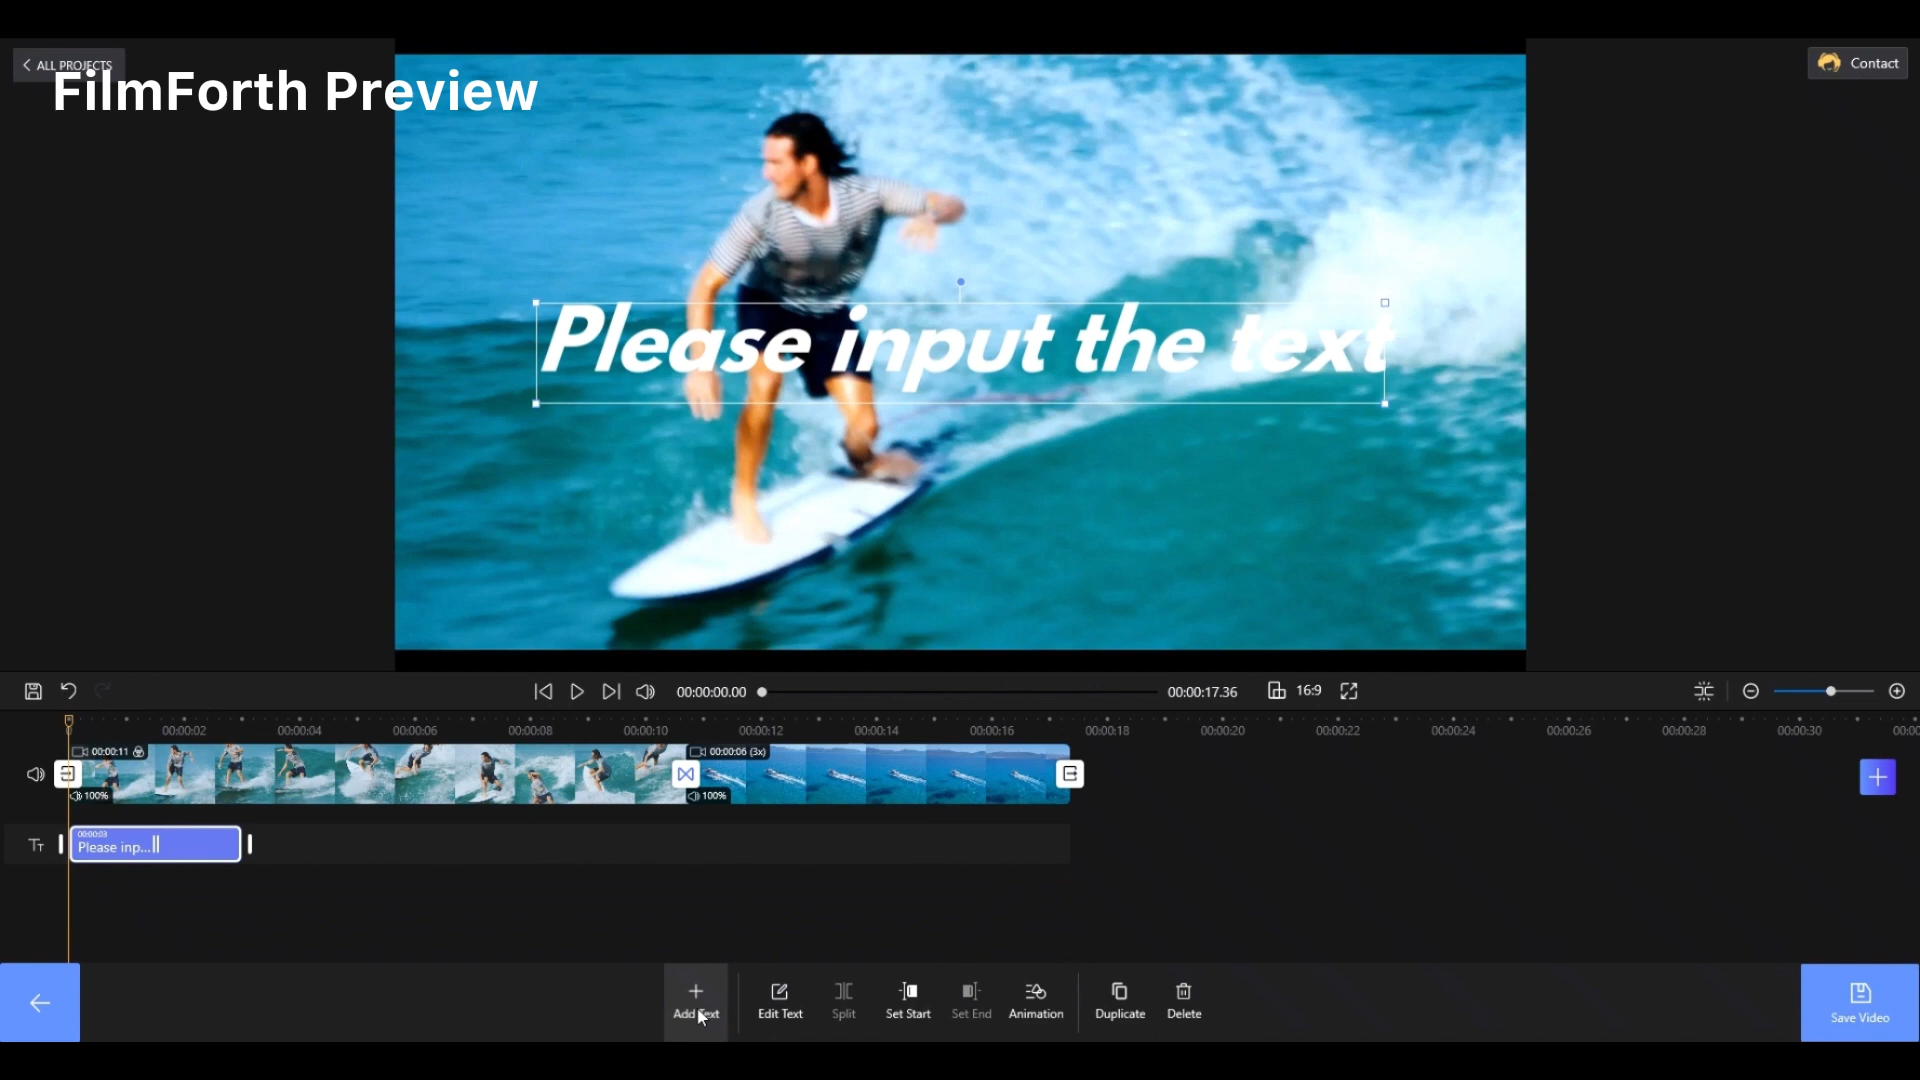 ALL PROJECTS
FilmForth Preview
Contact
Please input the text
00:00:00.00
00:00:17.36
16:9
0
00:00:02
00:00:04
00:00:06
00:00:08
00:00:10
00:00:12
00:00:14
00:00:16
00:00:18
00:00:20
00:00:22
00:00:24
00:00:26
00:00:28
00:00:30
00:00:11
00:00:06 (3x)
100%
100%
00:00:03
Please inp...
Add Text
Edit Text
Split
Set Start
Set End
Animation
Duplicate
Delete
Save Video